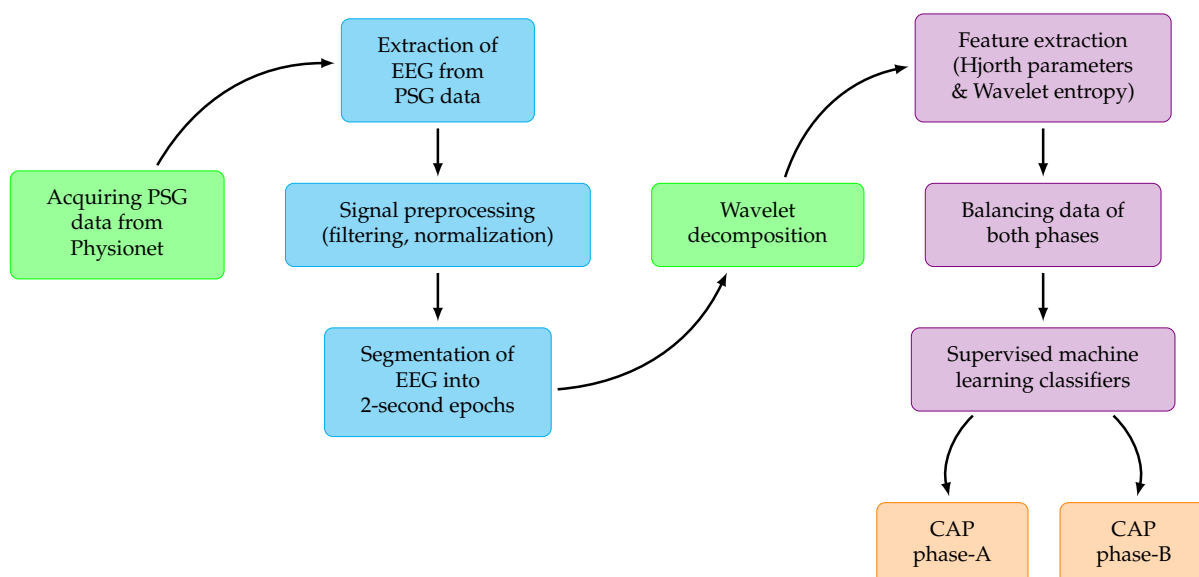 Acquiring PSG
data from
Physionet
Extraction of
EEG from
PSG data
Signal preprocessing
(filtering, normalization)
Segmentation of
EEG into
2-second epochs
Wavelet
decomposition
Feature extraction
(Hjorth parameters
& Wavelet entropy)
Balancing data of
both phases
Supervised machine
learning classifiers
CAP
phase-A
CAP
phase-B